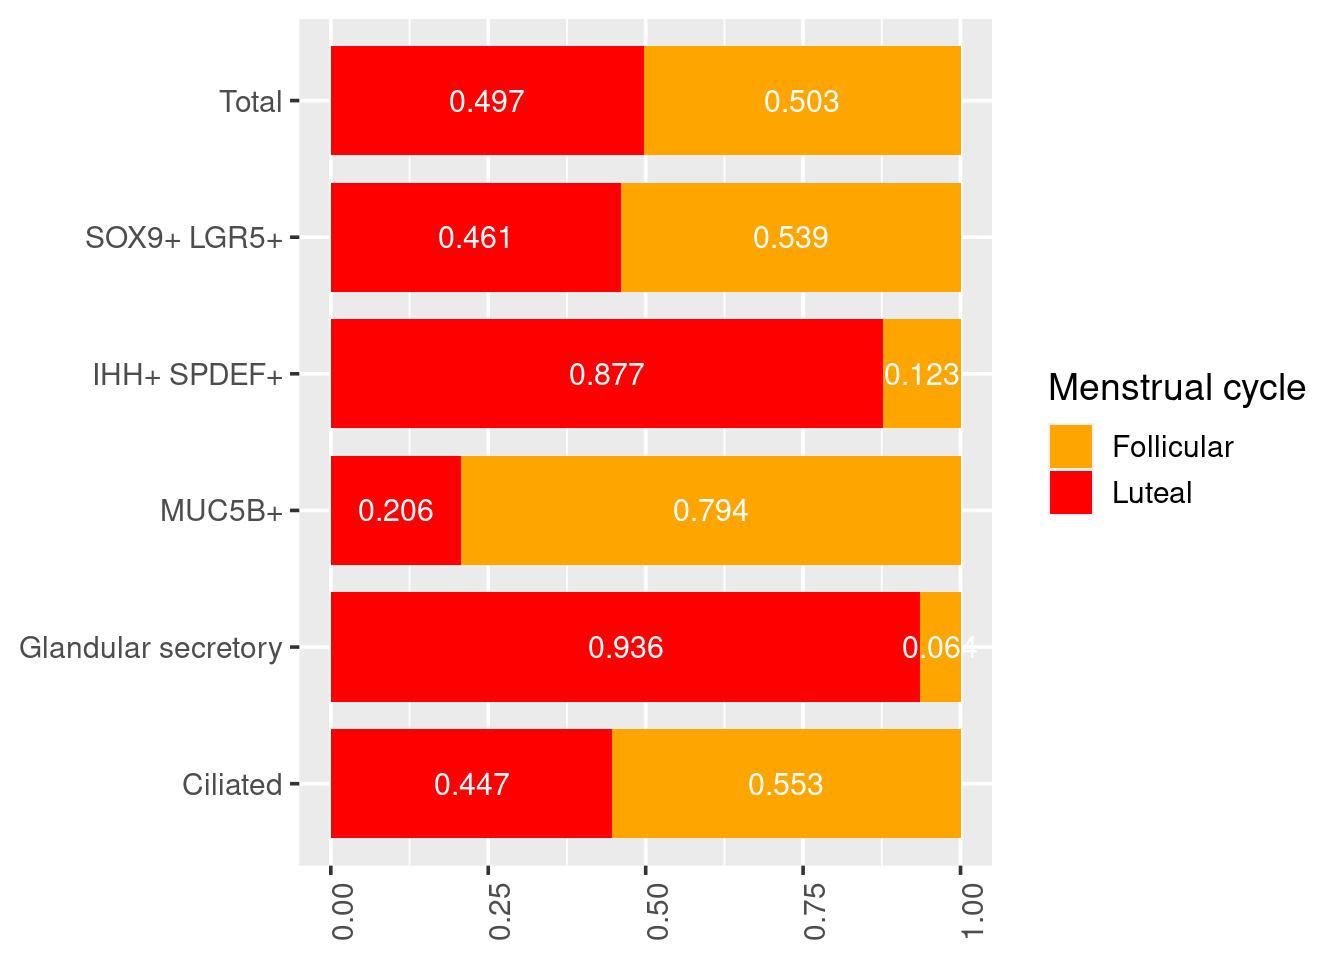 Total 0.497 0.503
SOX9+ LGR5+ 0.461 0.539
IHH+ SPDEF+ 0.877 0.123
MUC5B+ 0.206 0.794
Glandular secretory 0.936 0.064
Ciliated 0.447 0.553
0.00 0.25 0.50 0.75 1.00
Menstrual cycle
Follicular
Luteal